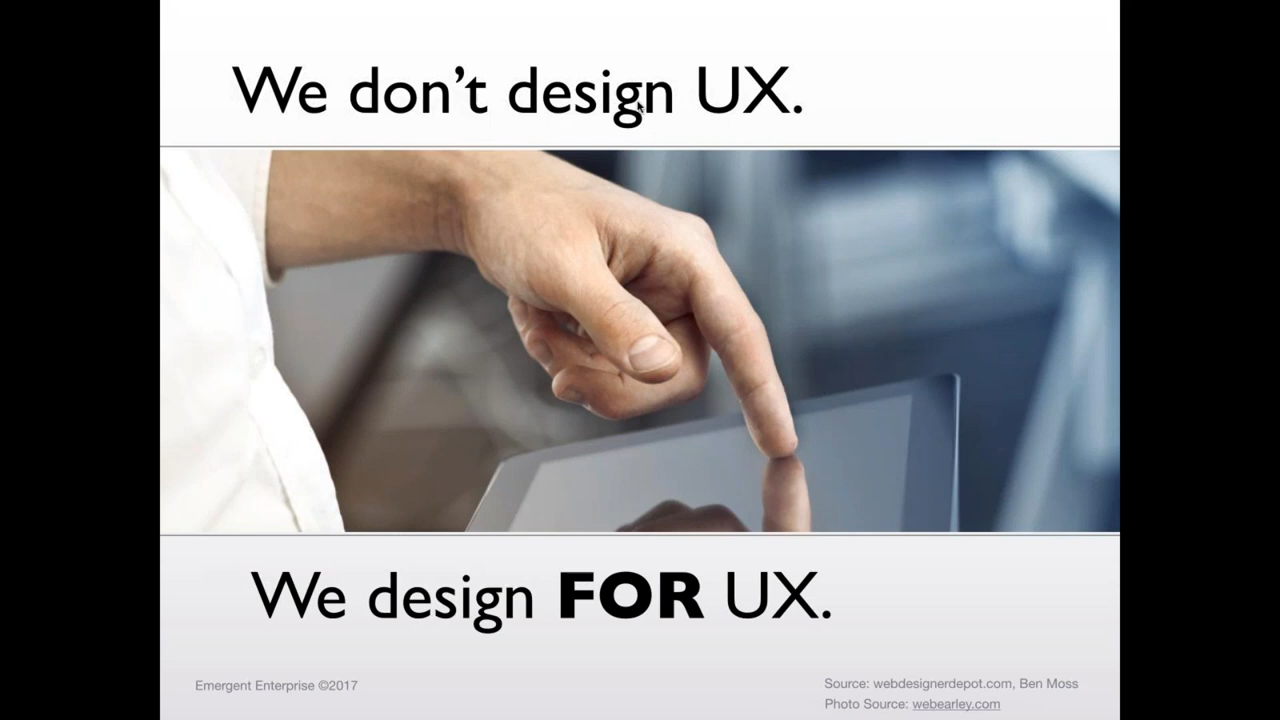 We don’t design UX.
We design FOR UX.
Emergent Enterprise ©2017
Source: webdesignerdepot.com, Ben Moss
Photo Source: webearley.com